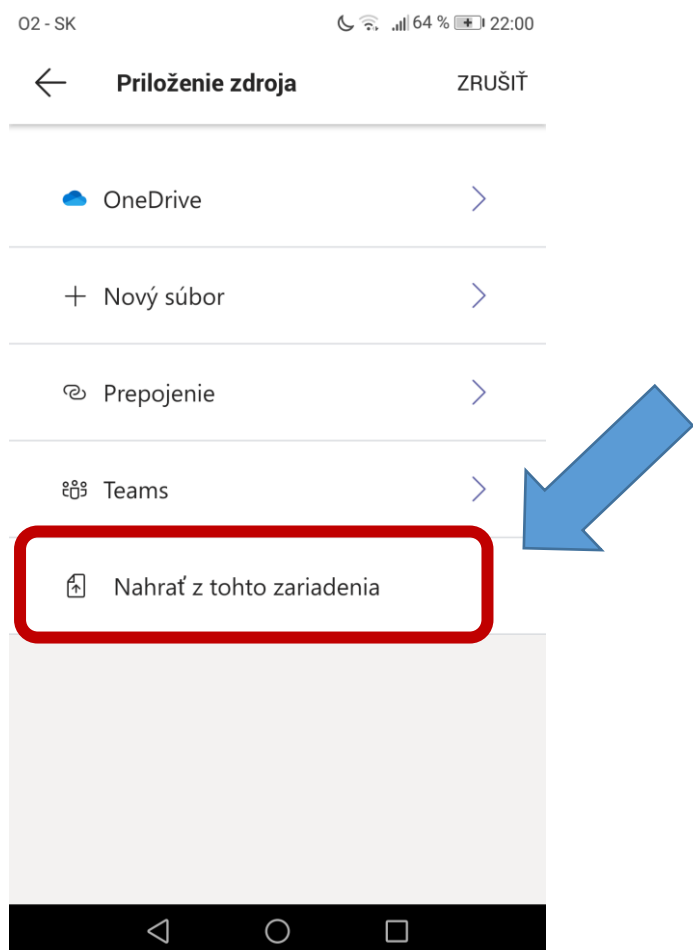 O2 - SK 64 % 22:00
Priloženie zdroja ZRUŠIŤ
OneDrive
Nový súbor
Prepojenie
Teams
Nahrať z tohto zariadenia